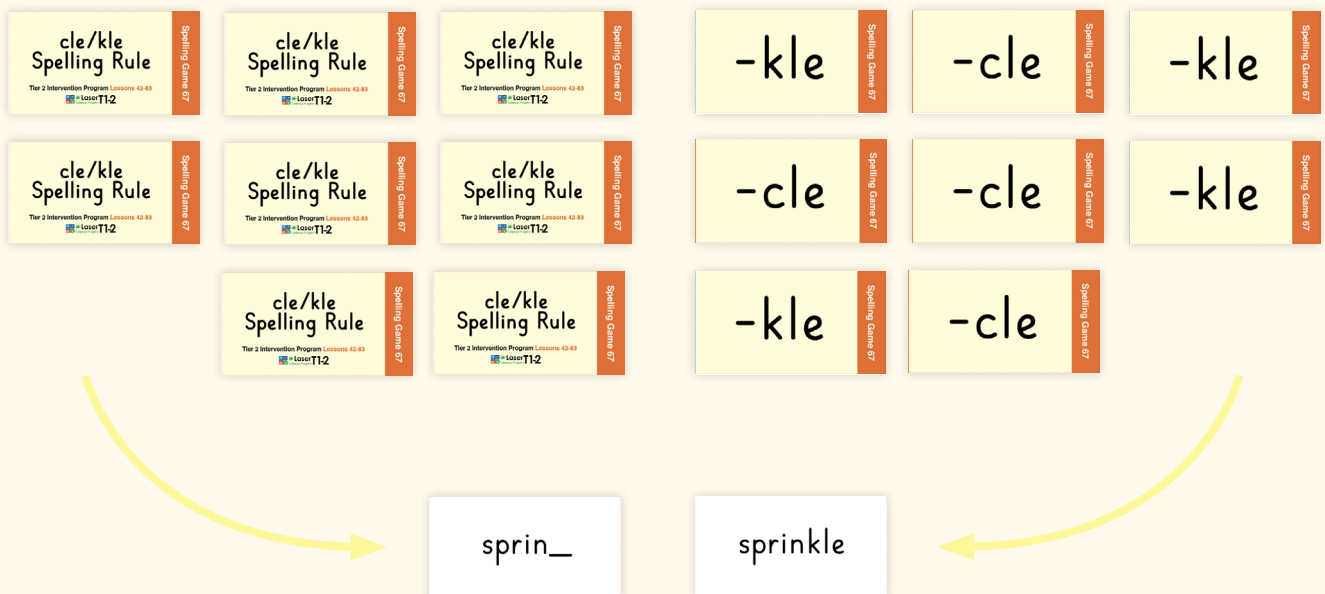 cle/kle
Spelling Rule
Tier 2 Intervention Program Lessons 42-83
Laser T1-2
Spelling Game 67
cle/kle
Spelling Rule
Tier 2 Intervention Program Lessons 42-83
Laser T1-2
Spelling Game 67
cle/kle
Spelling Rule
Tier 2 Intervention Program Lessons 42-83
Laser T1-2
Spelling Game 67
-kle
Spelling Game 67
-cle
Spelling Game 67
-kle
Spelling Game 67
cle/kle
Spelling Rule
Tier 2 Intervention Program Lessons 42-83
Laser T1-2
Spelling Game 67
cle/kle
Spelling Rule
Tier 2 Intervention Program Lessons 42-83
Laser T1-2
Spelling Game 67
cle/kle
Spelling Rule
Tier 2 Intervention Program Lessons 42-83
Laser T1-2
Spelling Game 67
-cle
Spelling Game 67
-cle
Spelling Game 67
-kle
Spelling Game 67
cle/kle
Spelling Rule
Tier 2 Intervention Program Lessons 42-83
Laser T1-2
Spelling Game 67
cle/kle
Spelling Rule
Tier 2 Intervention Program Lessons 42-83
Laser T1-2
Spelling Game 67
-kle
Spelling Game 67
-cle
Spelling Game 67
sprin_
sprinkle